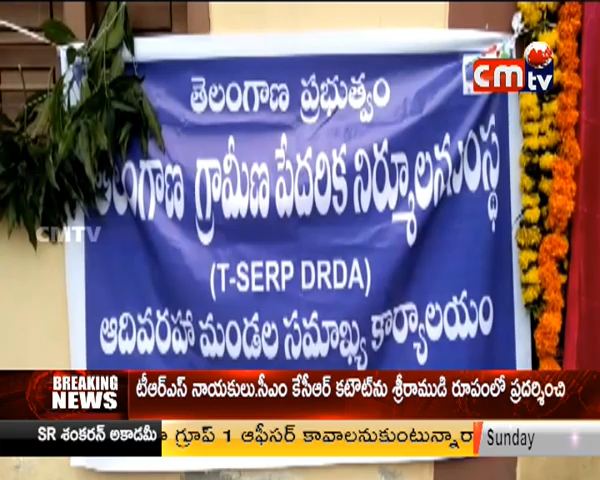 cm tv
తెలంగాణ ప్రభుత్వం
తెలంగాణ గ్రామీణ పేదరిక నిర్మూలనసంస్థ
(T-SERP DRDA)
CMTV
ఆదివరహా మండల సమాఖ్య కార్యాలయం
BREAKING NEWS
టీఆర్ఎస్ నాయకులు.సీఎం కేసీఆర్ కటౌట్‌ను శ్రీరాముడి రూపంలో ప్రదర్శించి
SR శంకరన్ అకాడమీ
గ్రూప్ 1 ఆఫీసర్ కావాలనుకుంటున్నారా
Sunday